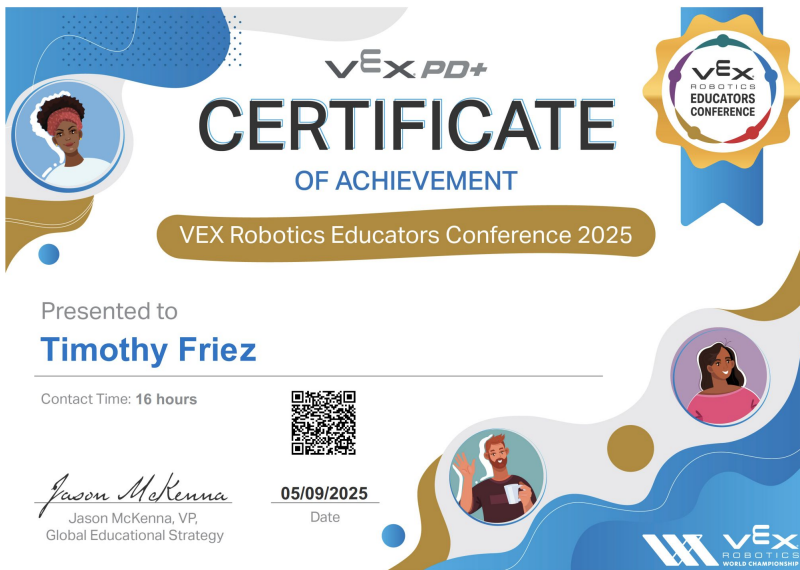 VEX PD+
CERTIFICATE
OF ACHIEVEMENT
VEX Robotics Educators Conference 2025
VEX
ROBOTICS
EDUCATORS
CONFERENCE
Presented to
Timothy Friez
Contact Time: 16 hours
Jason McKenna
Jason McKenna, VP,
Global Educational Strategy
05/09/2025
Date
VEX
ROBOTICS
WORLD CHAMPIONSHIP